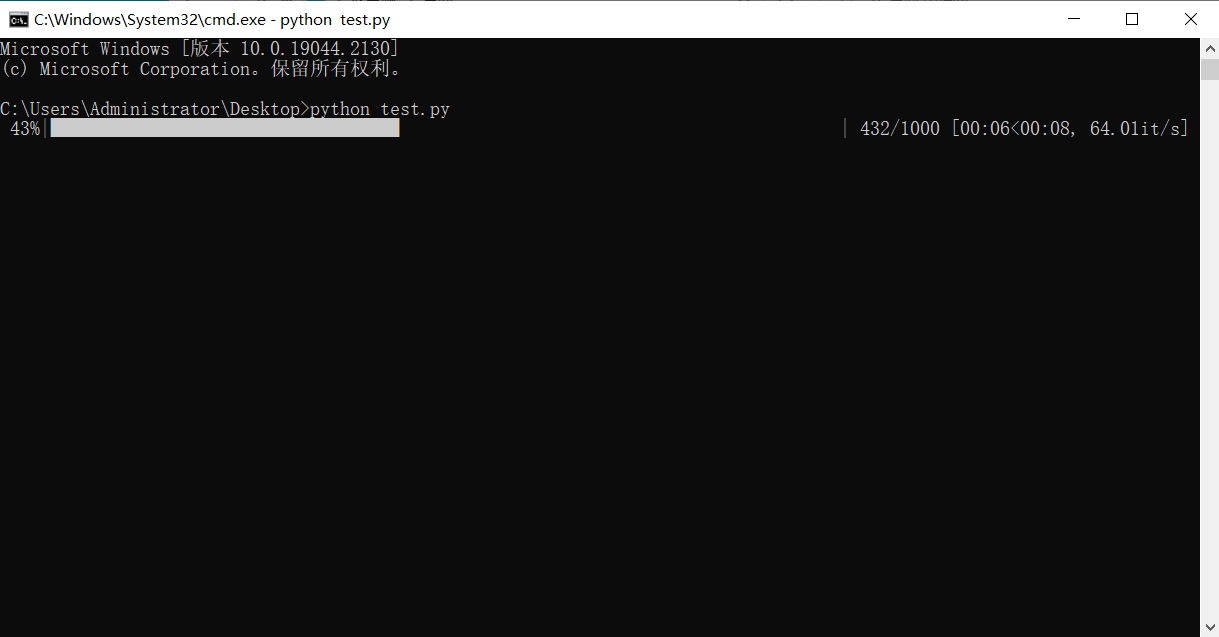 C:\Windows\System32\cmd.exe - python  test.py
Microsoft Windows [版本 10.0.19044.2130]
(c) Microsoft Corporation。保留所有权利。
C:\Users\Administrator\Desktop>python test.py
43%| | 432/1000 [00:06<00:08, 64.01it/s]